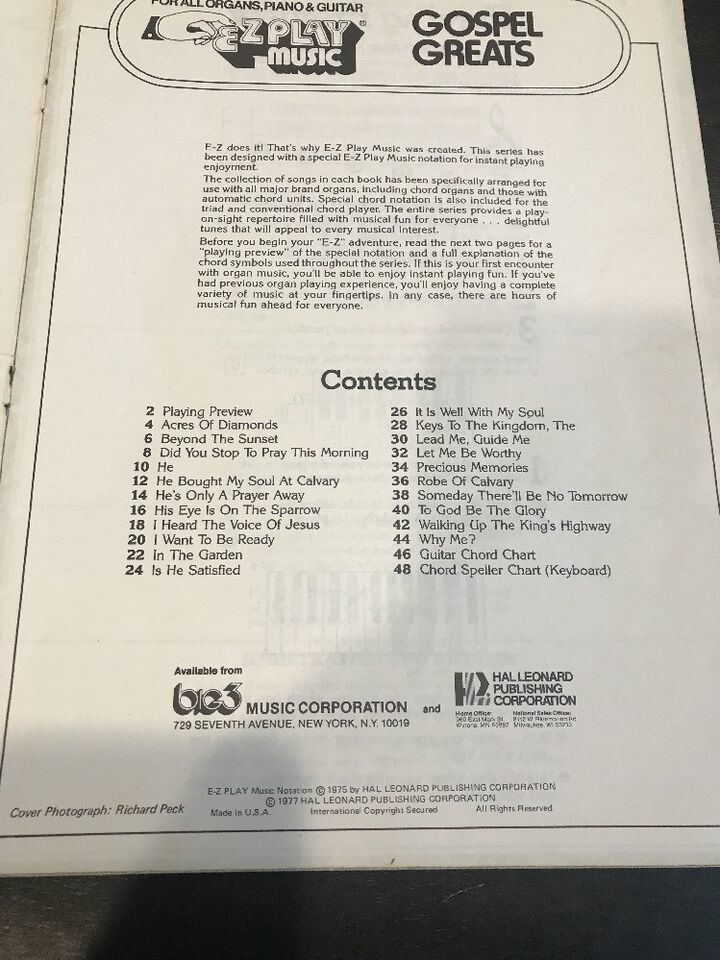 FOR ALL ORGANS, PIANO & GUITAR
E-Z PLAY®
MUSIC
GOSPEL
GREATS
E-Z does it! That's why E-Z Play Music was created. This series has
been designed with a special E-Z Play Music notation for instant playing
enjoyment.
The collection of songs in each book has been specifically arranged for
use with all major brand organs, including chord organs and those with
automatic chord units. Special chord notation is also included for the
triad and conventional chord player. The entire series provides a play-
on-sight repertoire filled with musical fun for everyone . . . delightful
tunes that will appeal to every musical interest.
Before you begin your "E-Z" adventure, read the next two pages for a
"playing preview" of the special notation and a full explanation of the
chord symbols used throughout the series. If this is your first encounter
with organ music, you'll be able to enjoy instant playing fun. If you've
had previous organ playing experience, you'll enjoy having a complete
variety of music at your fingertips. In any case, there are hours of
musical fun ahead for everyone.
Contents
2 Playing Preview
4 Acres Of Diamonds
6 Beyond The Sunset
8 Did You Stop To Pray This Morning
10 He
12 He Bought My Soul At Calvary
14 He's Only A Prayer Away
16 His Eye Is On The Sparrow
18 I Heard The Voice Of Jesus
20 I Want To Be Ready
22 In The Garden
24 Is He Satisfied
26 It Is Well With My Soul
28 Keys To The Kingdom, The
30 Lead Me, Guide Me
32 Let Me Be Worthy
34 Precious Memories
36 Robe Of Calvary
38 Someday There'll Be No Tomorrow
40 To God Be The Glory
42 Walking Up The King's Highway
44 Why Me?
46 Guitar Chord Chart
48 Chord Speller Chart (Keyboard)
Available from
big3 MUSIC CORPORATION and
729 SEVENTH AVENUE, NEW YORK, N.Y. 10019
HAL LEONARD
PUBLISHING
CORPORATION
Home Office:
National Sales Office:
E-Z PLAY Music Notation © 1975 by HAL LEONARD PUBLISHING CORPORATION
© 1977 HAL LEONARD PUBLISHING CORPORATION
Cover Photograph: Richard Peck
Made in U.S.A. International Copyright Secured All Rights Reserved